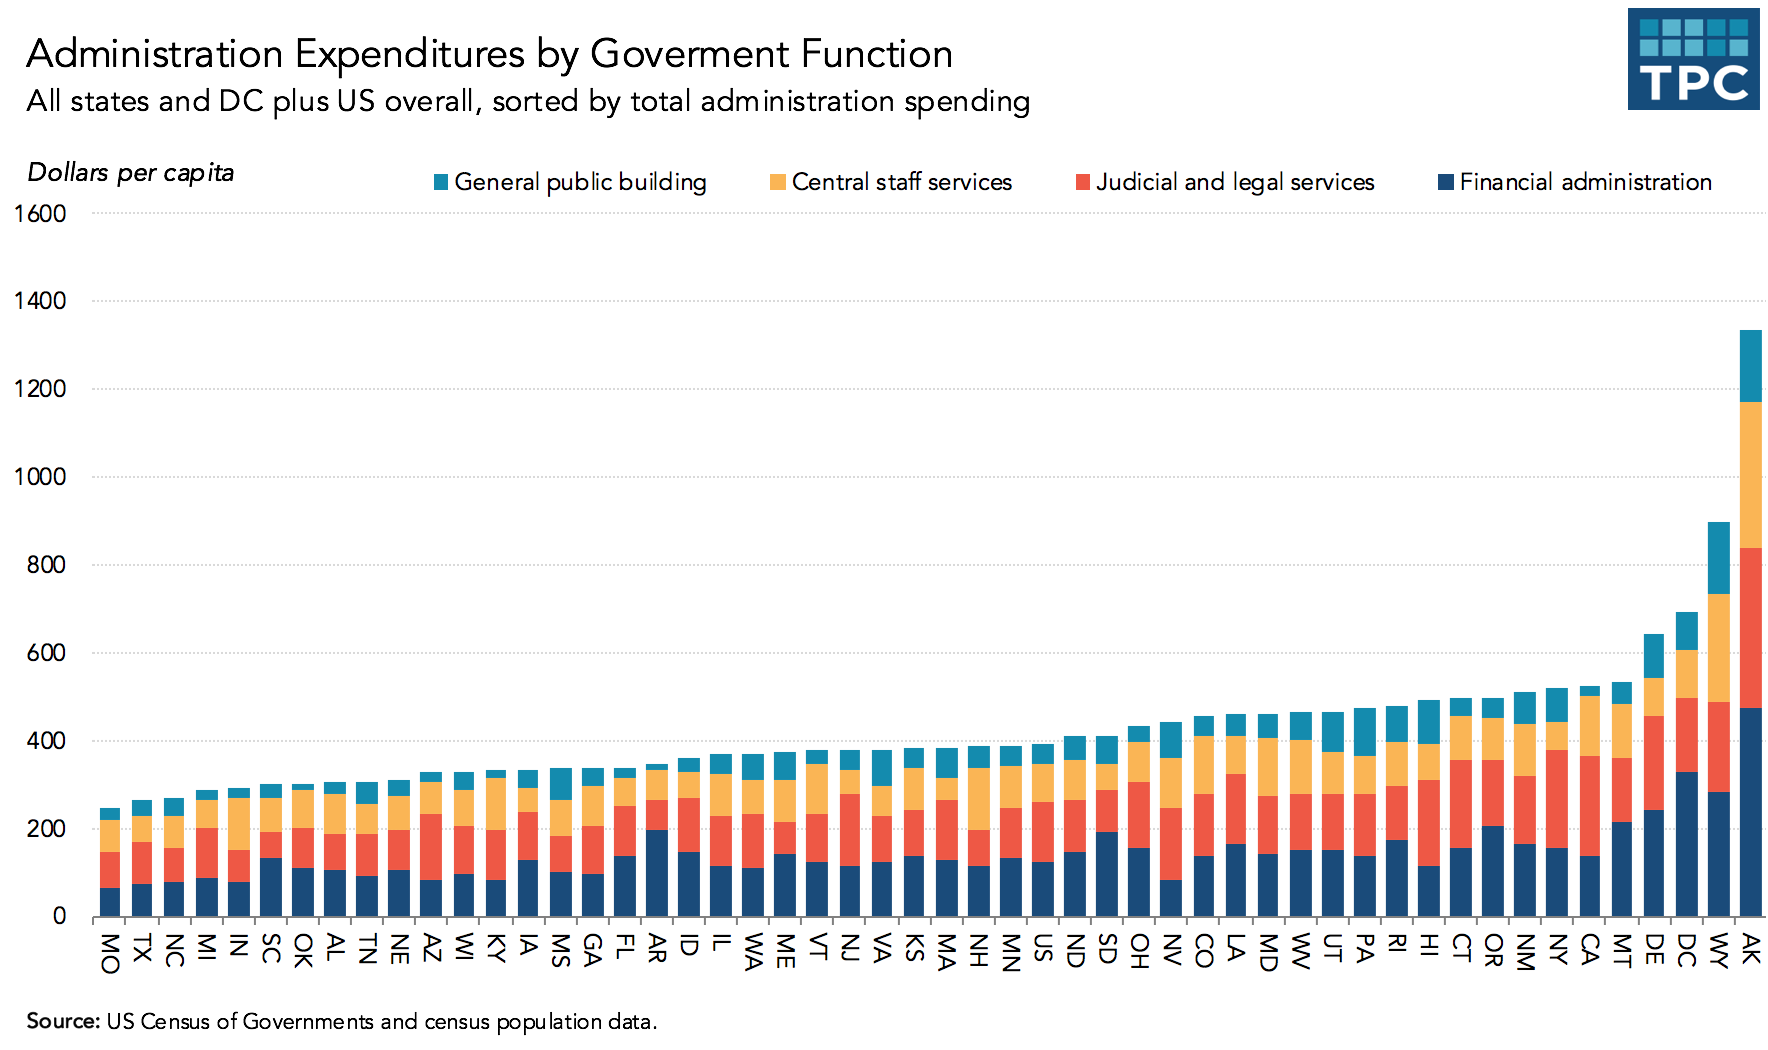 Administration Expenditures by Goverment Function
All states and DC plus US overall, sorted by total administration spending
TPC
Dollars per capita
General public building
Central staff services
Judicial and legal services
Financial administration
1600
1400
1200
1000
800
600
400
200
0
MO TX NC MI IN SC OK AL TN NE AZ WI KY IA MS GA FL AR ID IL WA ME VT NJ VA KS MA NH MN US ND SD OH NV CO LA MD WV UT PA RI HI CT OR NM NY CA MT DE DC WY AK
Source: US Census of Governments and census population data.